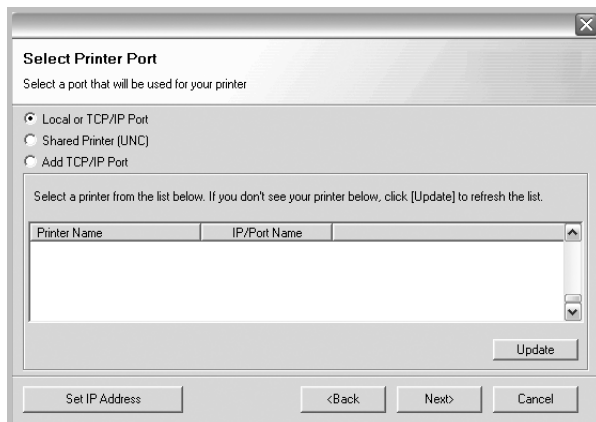 Select Printer Port
Select a port that will be used for your printer
Local or TCP/IP Port
Shared Printer (UNC)
Add TCP/IP Port
Select a printer from the list below. If you don't see your printer below, click [Update] to refresh the list.
Printer Name IP/Port Name
Update
Set IP Address <Back Next> Cancel